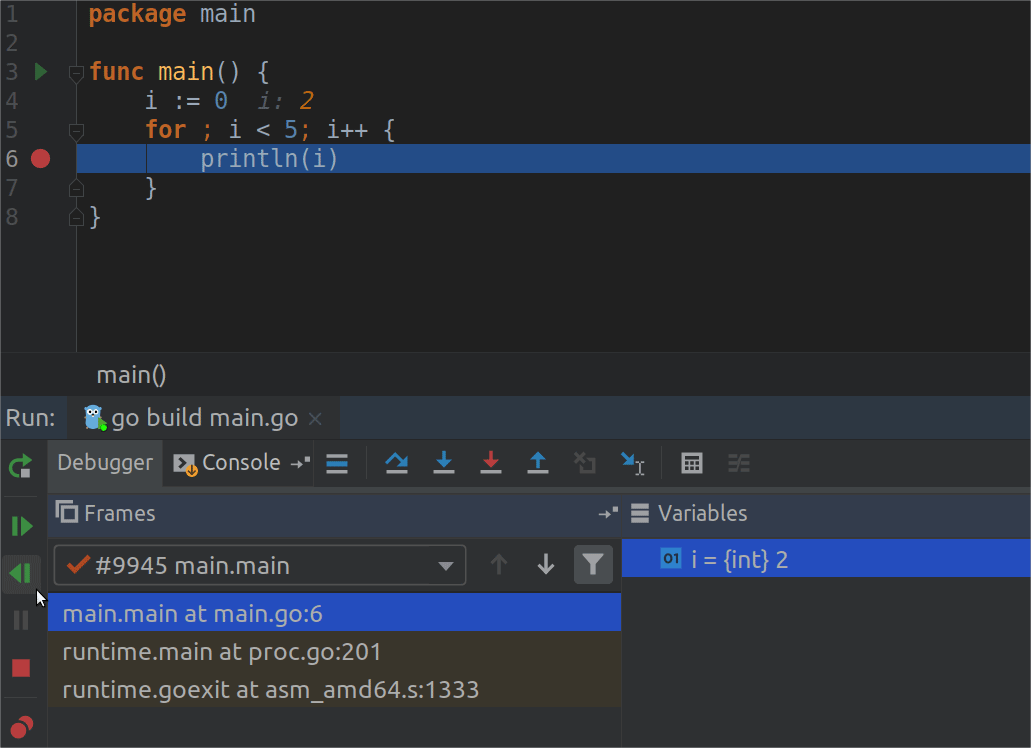 1 package main
2
3 func main() {
4 i := 0 i: 2
5 for ; i < 5; i++ {
6 println(i)
7 }
8 }
main()
Run: go build main.go
Debugger Console
Frames Variables
#9945 main.main
01 i = {int} 2
main.main at main.go:6
runtime.main at proc.go:201
runtime.goexit at asm_amd64.s:1333